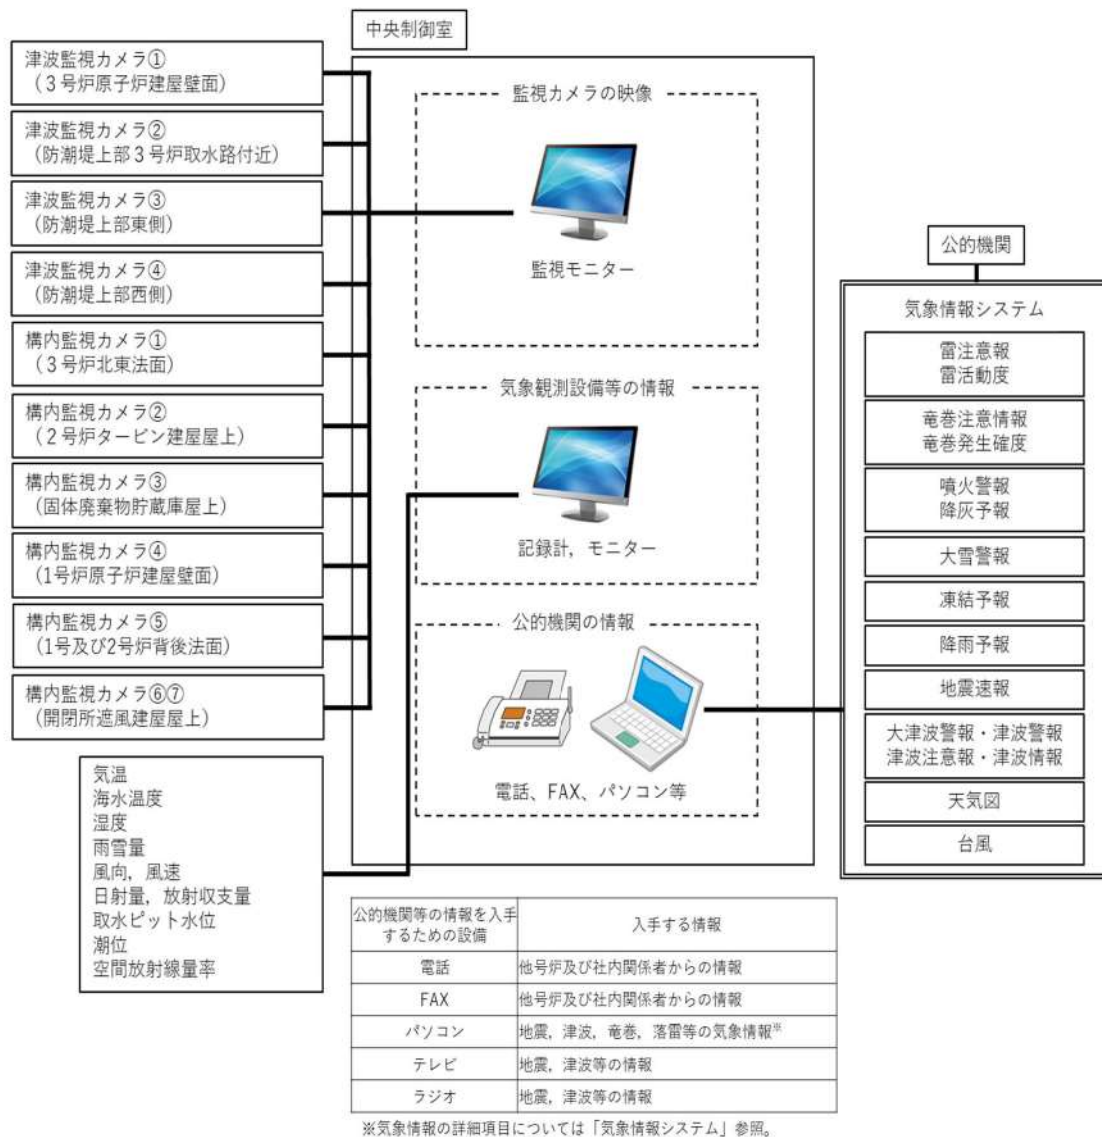 中央制御室
津波監視カメラ①
（３号炉原子炉建屋壁面）
津波監視カメラ②
(防潮堤上部３号炉取水路付近)
津波監視カメラ③
（防潮堤上部東側）
津波監視カメラ④
（防潮堤上部西側）
構内監視カメラ①
（３号炉北東法面）
構内監視カメラ②
(２号炉タービン建屋屋上)
構内監視カメラ③
(固体廃棄物貯蔵庫屋上)
構内監視カメラ④
(1号炉原子炉建屋壁面)
構内監視カメラ⑤
(1号及び2号炉背後法面)
構内監視カメラ⑥⑦
(開閉所遮風建屋屋上)
気温
海水温度
湿度
雨雪量
風向，風速
日射量，放射収支量
取水ピット水位
潮位
空間放射線量率
監視カメラの映像
監視モニター
気象観測設備等の情報
記録計，モニター
公的機関の情報
電話、FAX、パソコン等
公的機関
気象情報システム
雷注意報
雷活動度
竜巻注意情報
竜巻発生確度
噴火警報
降灰予報
大雪警報
凍結予報
降雨予報
地震速報
大津波警報・津波警報
津波注意報・津波情報
天気図
台風
公的機関等の情報を入手
するための設備
入手する情報
電話
他号炉及び社内関係者からの情報
FAX
他号炉及び社内関係者からの情報
パソコン
地震，津波，竜巻，落雷等の気象情報※
テレビ
地震，津波等の情報
ラジオ
地震，津波等の情報
※気象情報の詳細項目については「気象情報システム」参照。